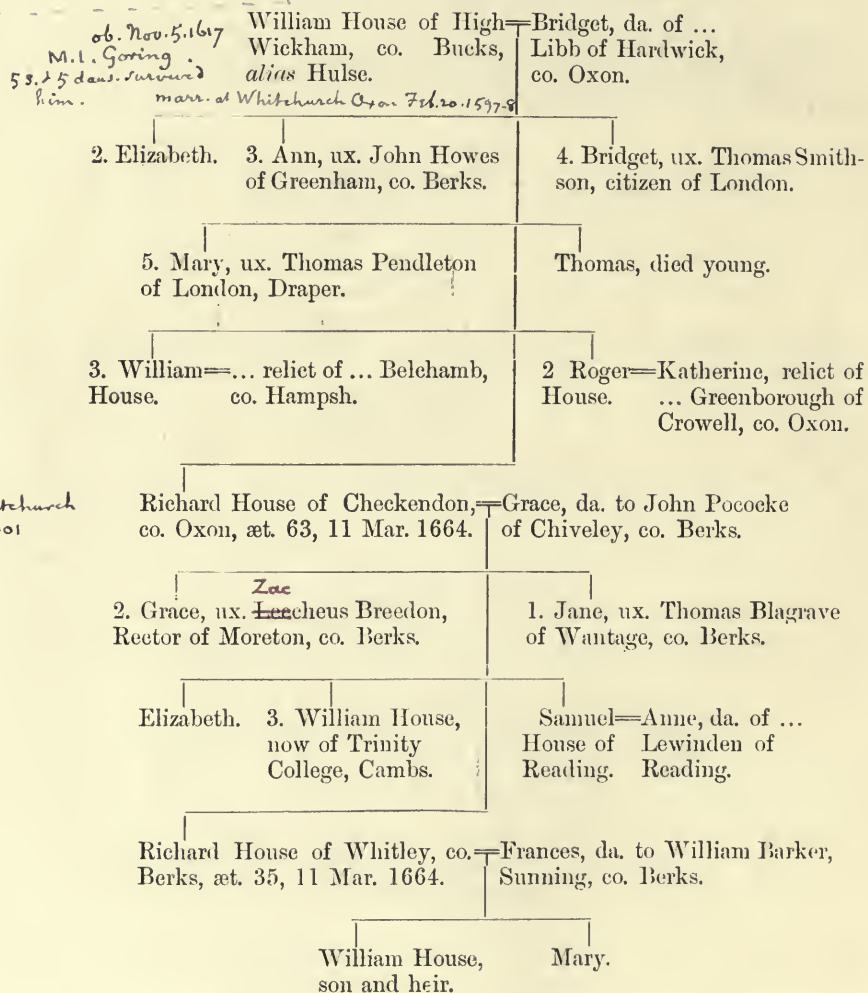 ob. Nov. 5. 1617
M.I. Goring.
5 s. & 5 daus. survived
him.
William House of High Wickham, co. Bucks, alias Hulse.
Bridget, da. of ... Libb of Hardwick, co. Oxon.
marr. at Whitchurch Oxon Feb. 20. 1597-8
2. Elizabeth.
3. Ann, ux. John Howes
of Greenham, co. Berks.
4. Bridget, ux. Thomas Smith-
son, citizen of London.
5. Mary, ux. Thomas Pendleton
of London, Draper.
Thomas, died young.
3. William
House.
... relict of ... Belchamb,
co. Hampsh.
2 Roger
House.
Katherine, relict of
... Greenborough of
Crowell, co. Oxon.
Richard House of Checkendon,
co. Oxon, æt. 63, 11 Mar. 1664.
Grace, da. to John Pococke
of Chiveley, co. Berks.
Zac
2. Grace, ux. Leecheus Breedon,
Rector of Moreton, co. Berks.
1. Jane, ux. Thomas Blagrave
of Wantage, co. Berks.
Elizabeth.
3. William House,
now of Trinity
College, Cambs.
Samuel
House of
Reading.
Anne, da. of ...
Lewinden of
Reading.
Richard House of Whitley, co.
Berks, æt. 35, 11 Mar. 1664.
Frances, da. to William Barker,
Sunning, co. Berks.
William House,
son and heir.
Mary.